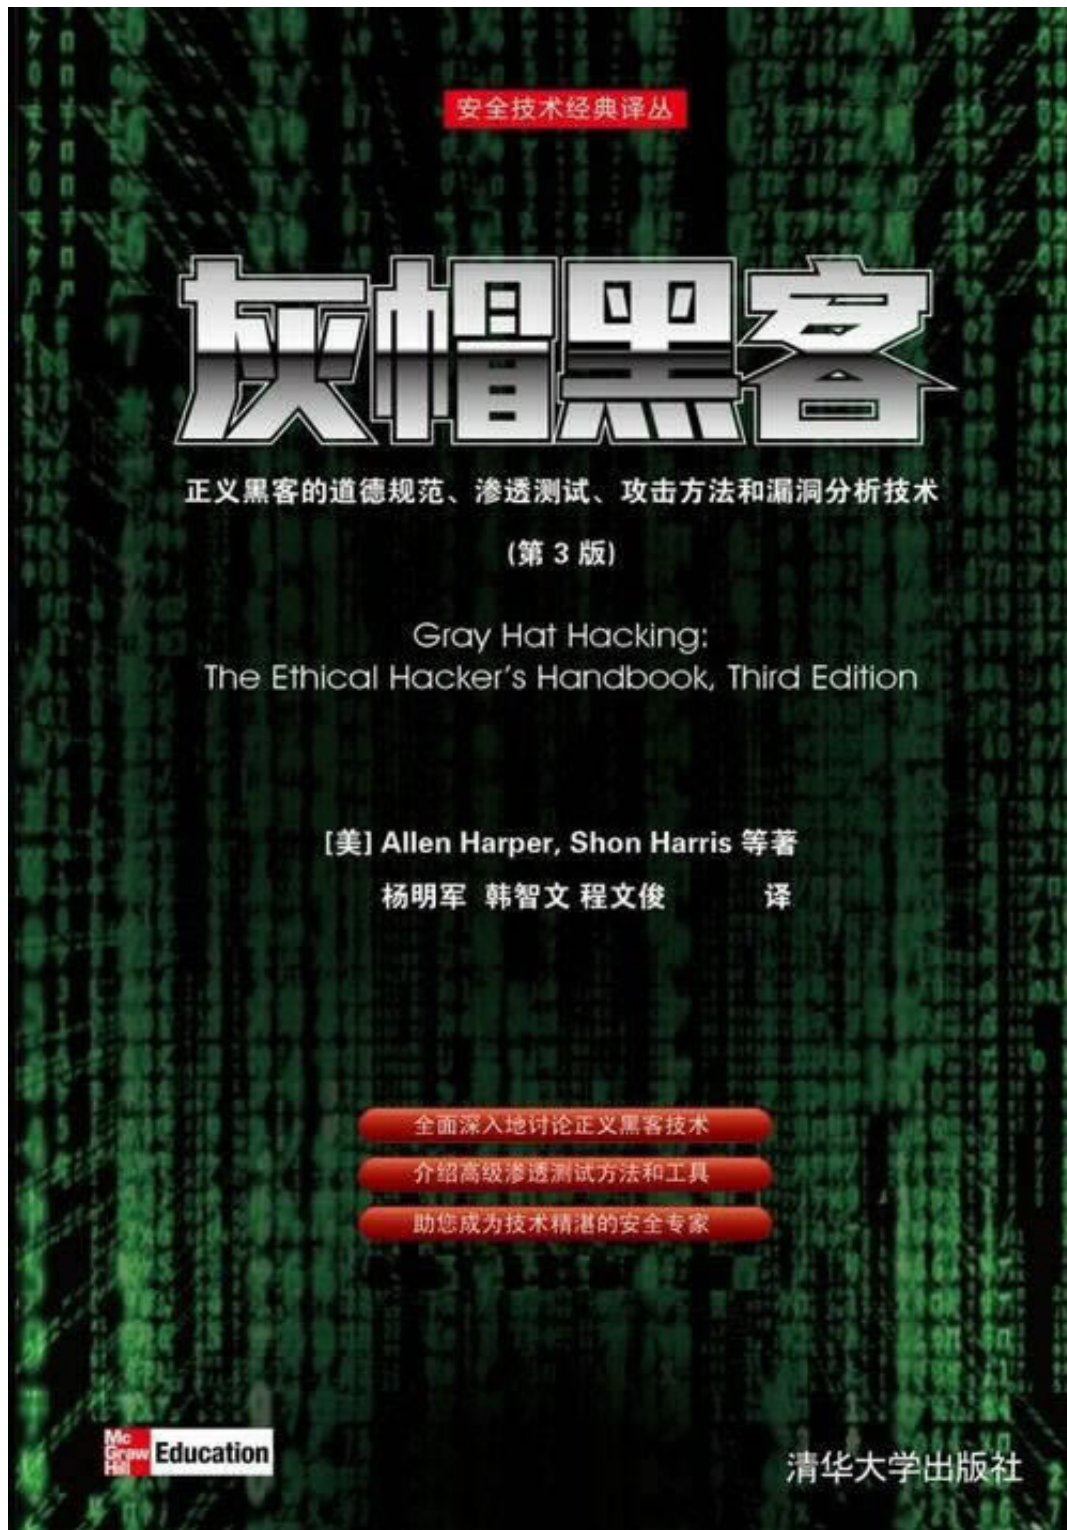 安全技术经典译丛
灰帽黑客
正义黑客的道德规范、渗透测试、攻击方法和漏洞分析技术
(第 3 版)
Gray Hat Hacking:
The Ethical Hacker's Handbook, Third Edition
[美] Allen Harper, Shon Harris 等著
杨明军 韩智文 程文俊 译
全面深入地讨论正义黑客技术
介绍高级渗透测试方法和工具
助您成为技术精湛的安全专家
Mc
Graw
Hill
Education
清华大学出版社